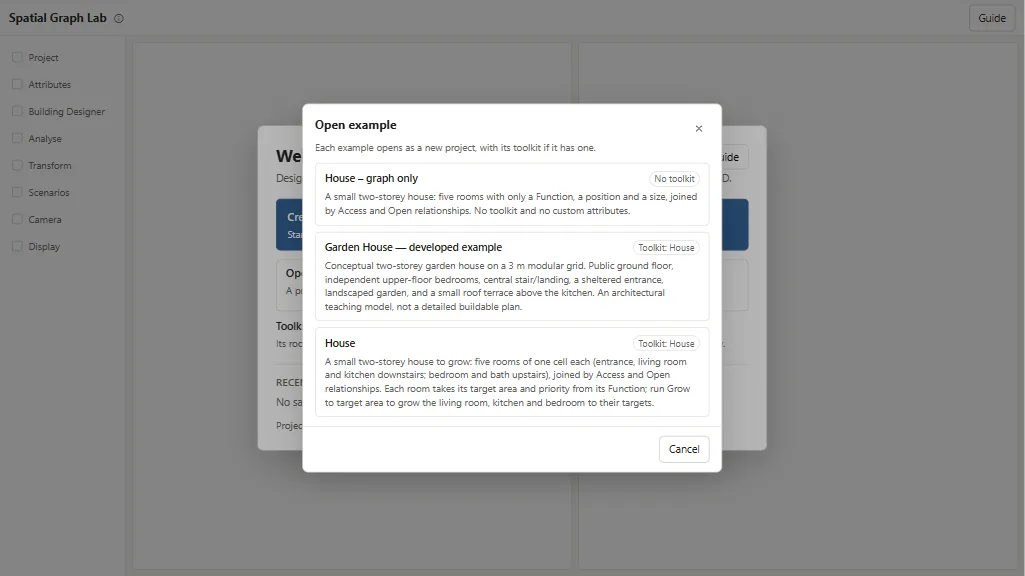 Spatial Graph Lab
Guide
Project
Attributes
Building Designer
Analyse
Transform
Scenarios
Camera
Display
Open example
×
Each example opens as a new project, with its toolkit if it has one.
House – graph only
No toolkit
A small two-storey house: five rooms with only a Function, a position and a size, joined
by Access and Open relationships. No toolkit and no custom attributes.
Garden House — developed example
Toolkit: House
Conceptual two-storey garden house on a 3 m modular grid. Public ground floor,
independent upper-floor bedrooms, central stair/landing, a sheltered entrance,
landscaped garden, and a small roof terrace above the kitchen. An architectural
teaching model, not a detailed buildable plan.
House
Toolkit: House
A small two-storey house to grow: five rooms of one cell each (entrance, living room
and kitchen downstairs; bedroom and bath upstairs), joined by Access and Open
relationships. Each room takes its target area and priority from its Function; run Grow
to target area to grow the living room, kitchen and bedroom to their targets.
Cancel